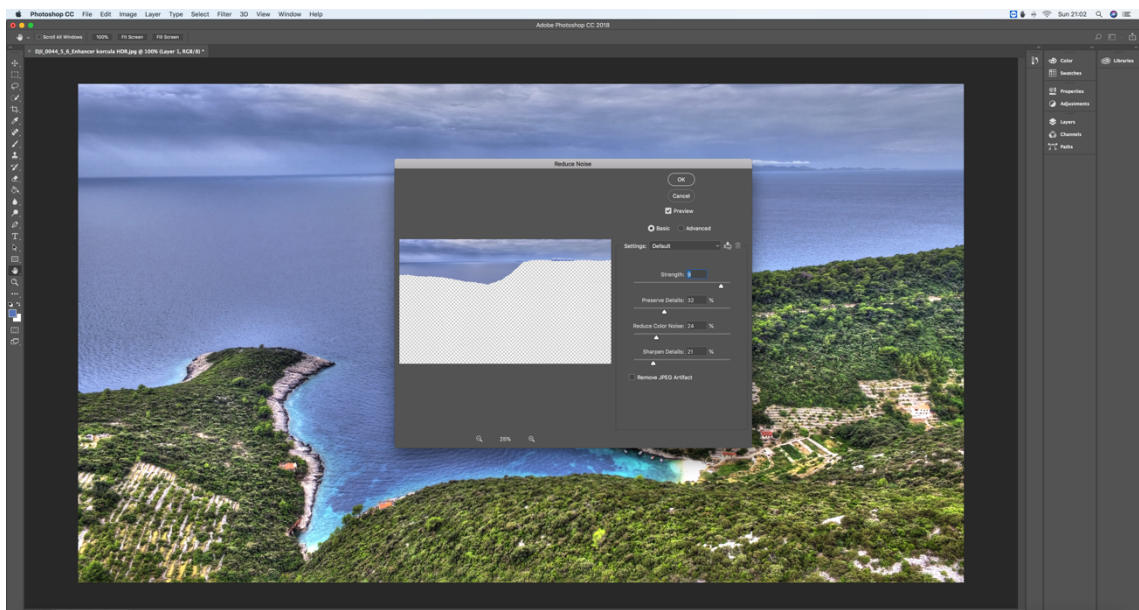 Photoshop CC File Edit Image Layer Type Select Filter 3D View Window Help
Sun 21:02
Adobe Photoshop CC 2018
Scroll All Windows 100% Fit Screen Fill Screen
× DJI_0044_5_6_Enhancer korcula HDR.jpg @ 100% (Layer 1, RGB/8) *
Color
Swatches
Properties
Adjustments
Layers
Channels
Paths
Libraries
Reduce Noise
OK
Cancel
Preview
Basic Advanced
Settings: Default
Strength: 9
Preserve Details: 32 %
Reduce Color Noise: 24 %
Sharpen Details: 21 %
Remove JPEG Artifact